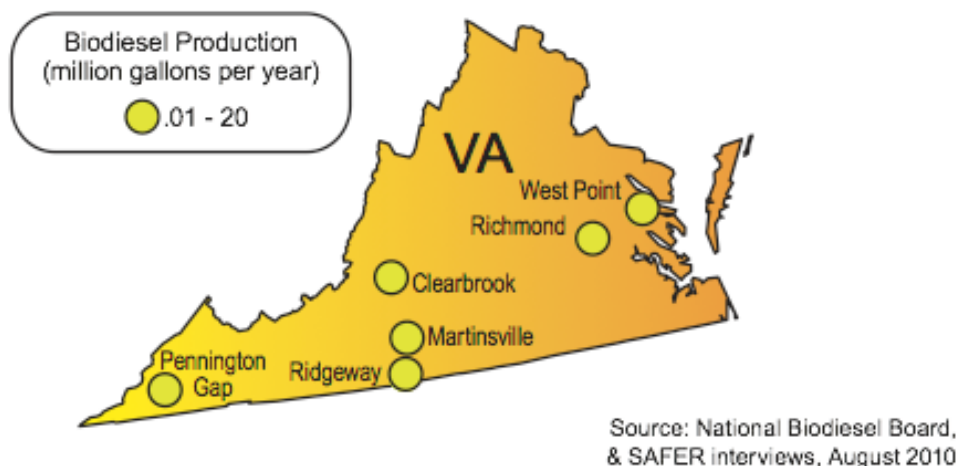 Biodiesel Production
(million gallons per year)
.01 - 20
VA
West Point
Richmond
Clearbrook
Martinsville
Pennington
Gap
Ridgeway
Source: National Biodiesel Board,
& SAFER interviews, August 2010